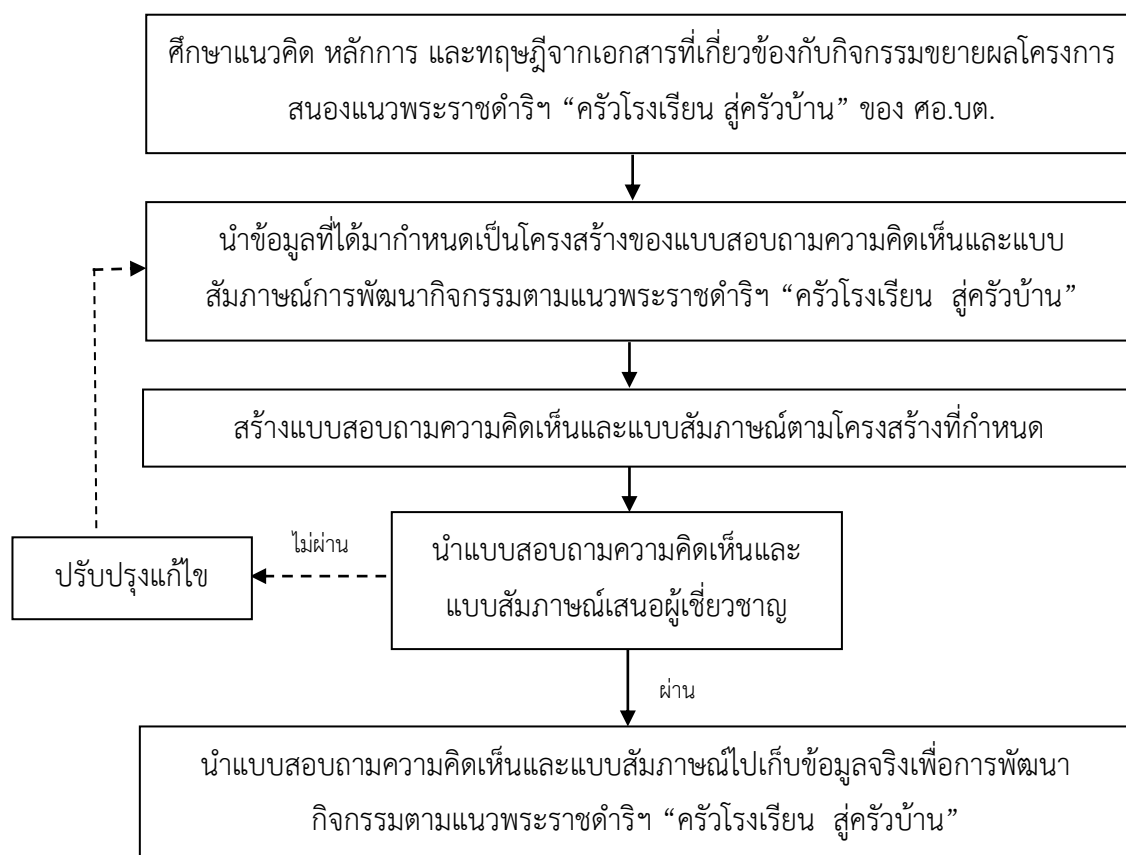 ศึกษาแนวคิด หลักการ และทฤษฎีจากเอกสารที่เกี่ยวข้องกับกิจกรรมขยายผลโครงการ
สนองแนวพระราชดำริฯ “ครัวโรงเรียน สู่ครัวบ้าน” ของ ศอ.บต.
นำข้อมูลที่ได้มากำหนดเป็นโครงสร้างของแบบสอบถามความคิดเห็นและแบบ
สัมภาษณ์การพัฒนากิจกรรมตามแนวพระราชดำริฯ “ครัวโรงเรียน  สู่ครัวบ้าน”
สร้างแบบสอบถามความคิดเห็นและแบบสัมภาษณ์ตามโครงสร้างที่กำหนด
นำแบบสอบถามความคิดเห็นและ
แบบสัมภาษณ์เสนอผู้เชี่ยวชาญ
ไม่ผ่าน
ปรับปรุงแก้ไข
ผ่าน
นำแบบสอบถามความคิดเห็นและแบบสัมภาษณ์ไปเก็บข้อมูลจริงเพื่อการพัฒนา
กิจกรรมตามแนวพระราชดำริฯ “ครัวโรงเรียน  สู่ครัวบ้าน”